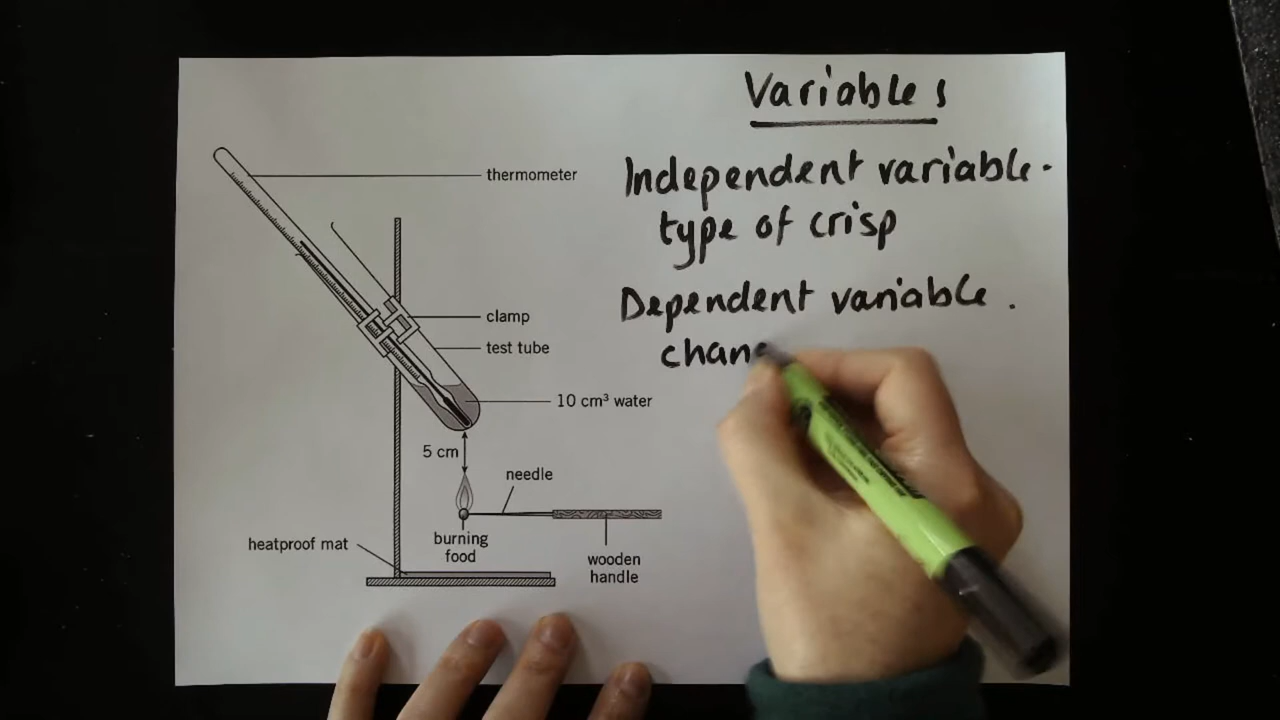 Variables
Independent variable.
type of crisp
Dependent variable.
chang
thermometer
clamp
test tube
10 cm³ water
5 cm
needle
burning
food
heatproof mat
wooden
handle